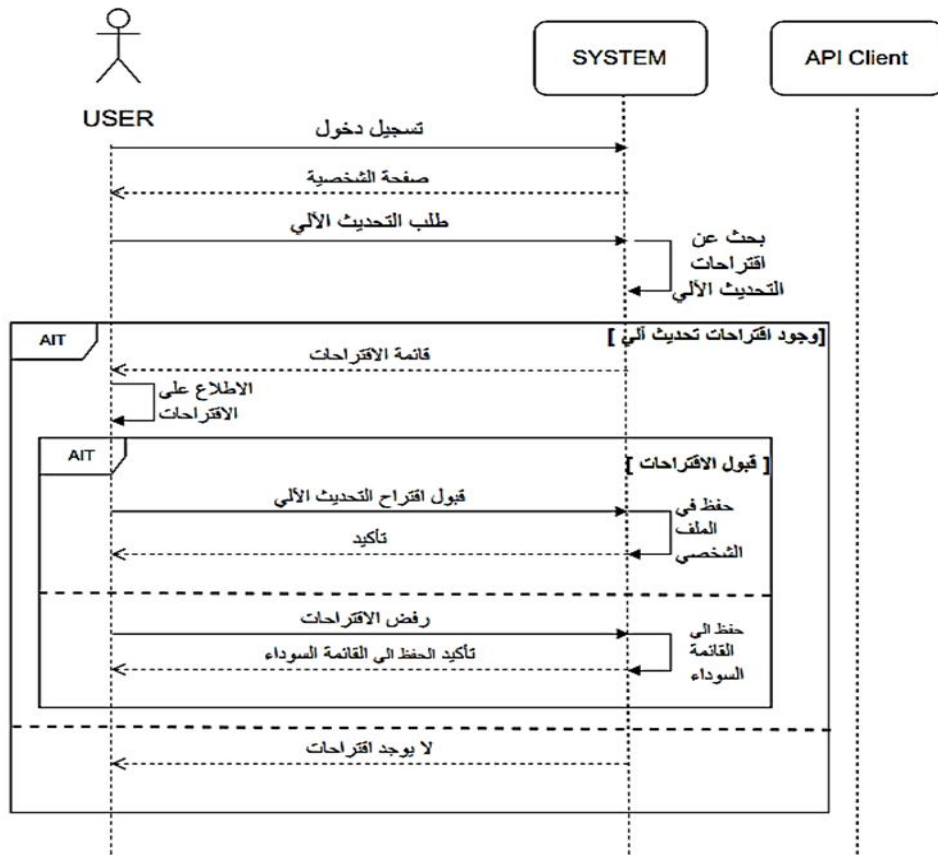 SYSTEM
API Client
USER
تسجيل دخول
صفحة الشخصية
طلب التحديث الآلي
بحث عن
اقتراحات
التحديث الآلي
AIT
[وجود اقتراحات تحديث آلي ]
قائمة الاقتراحات
الاطلاع على
الاقتراحات
AIT
[ قبول الاقتراحات ]
قبول اقتراح التحديث الآلي
حفظ في
الملف
الشخصي
تأكيد
رفض الاقتراحات
حفظ الى
القائمة
السوداء
تأكيد الحفظ الى القائمة السوداء
لا يوجد اقتراحات